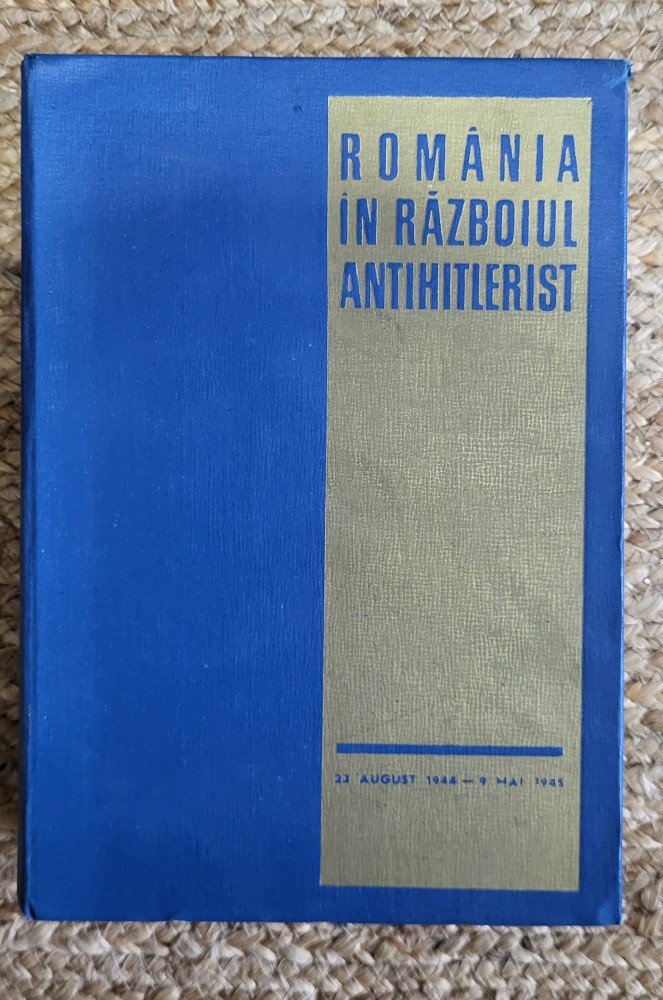 ROMÂNIA
ÎN RĂZBOIUL
ANTIHITLERIST
23 AUGUST 1944 — 9 MAI 1945